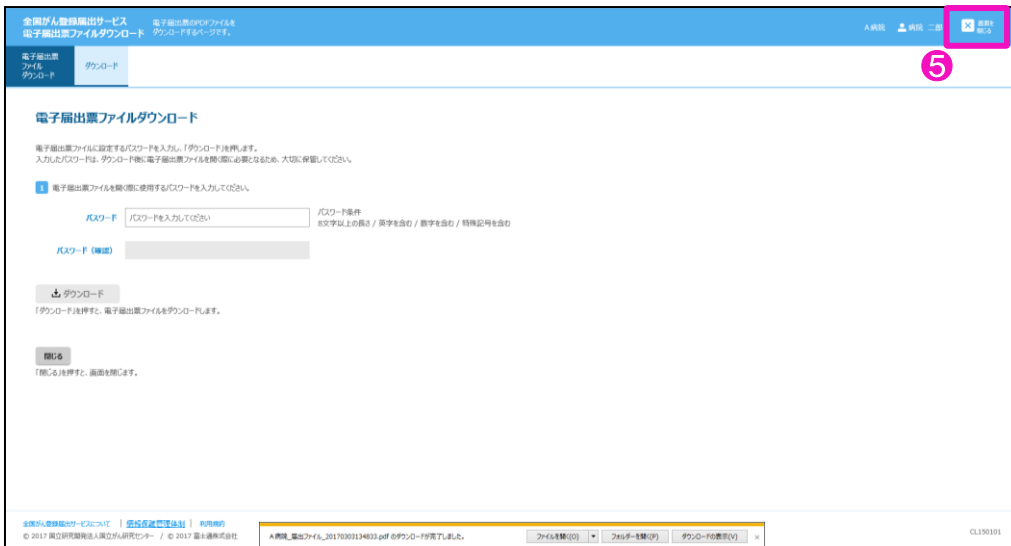 全国がん登録届出サービス
電子届出票ファイルダウンロード
電子届出票のPDFファイルを
ダウンロードするページです。
A病院
病院 二郎
画面を
閉じる
5
電子届出票
ファイル
ダウンロード
ダウンロード
電子届出票ファイルダウンロード
電子届出票ファイルに設定するパスワードを入力し、「ダウンロード」を押します。
入力したパスワードは、ダウンロード後に電子届出票ファイルを開く際に必要となるため、大切に保管してください。
1 電子届出票ファイルを開く際に使用するパスワードを入力してください。
パスワード
パスワードを入力してください
パスワード条件
8文字以上の長さ / 英字を含む / 数字を含む / 特殊記号を含む
パスワード（確認）
ダウンロード
「ダウンロード」を押すと、電子届出票ファイルをダウンロードします。
閉じる
「閉じる」を押すと、画面を閉じます。
全国がん登録届出サービスについて | 情報保護管理体制 | 利用規約
© 2017 国立研究開発法人国立がん研究センター / © 2017 富士通株式会社
A病院_届出ファイル_20170303134833.pdf のダウンロードが完了しました。
ファイルを開く(O)
フォルダーを開く(P)
ダウンロードの表示(V)
×
CL150101